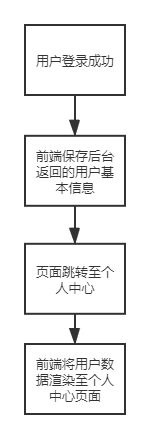 用户登录成功
前端保存后台
返回的用户基
本信息
页面跳转至个
人中心
前端将用户数
据渲染至个人
中心页面